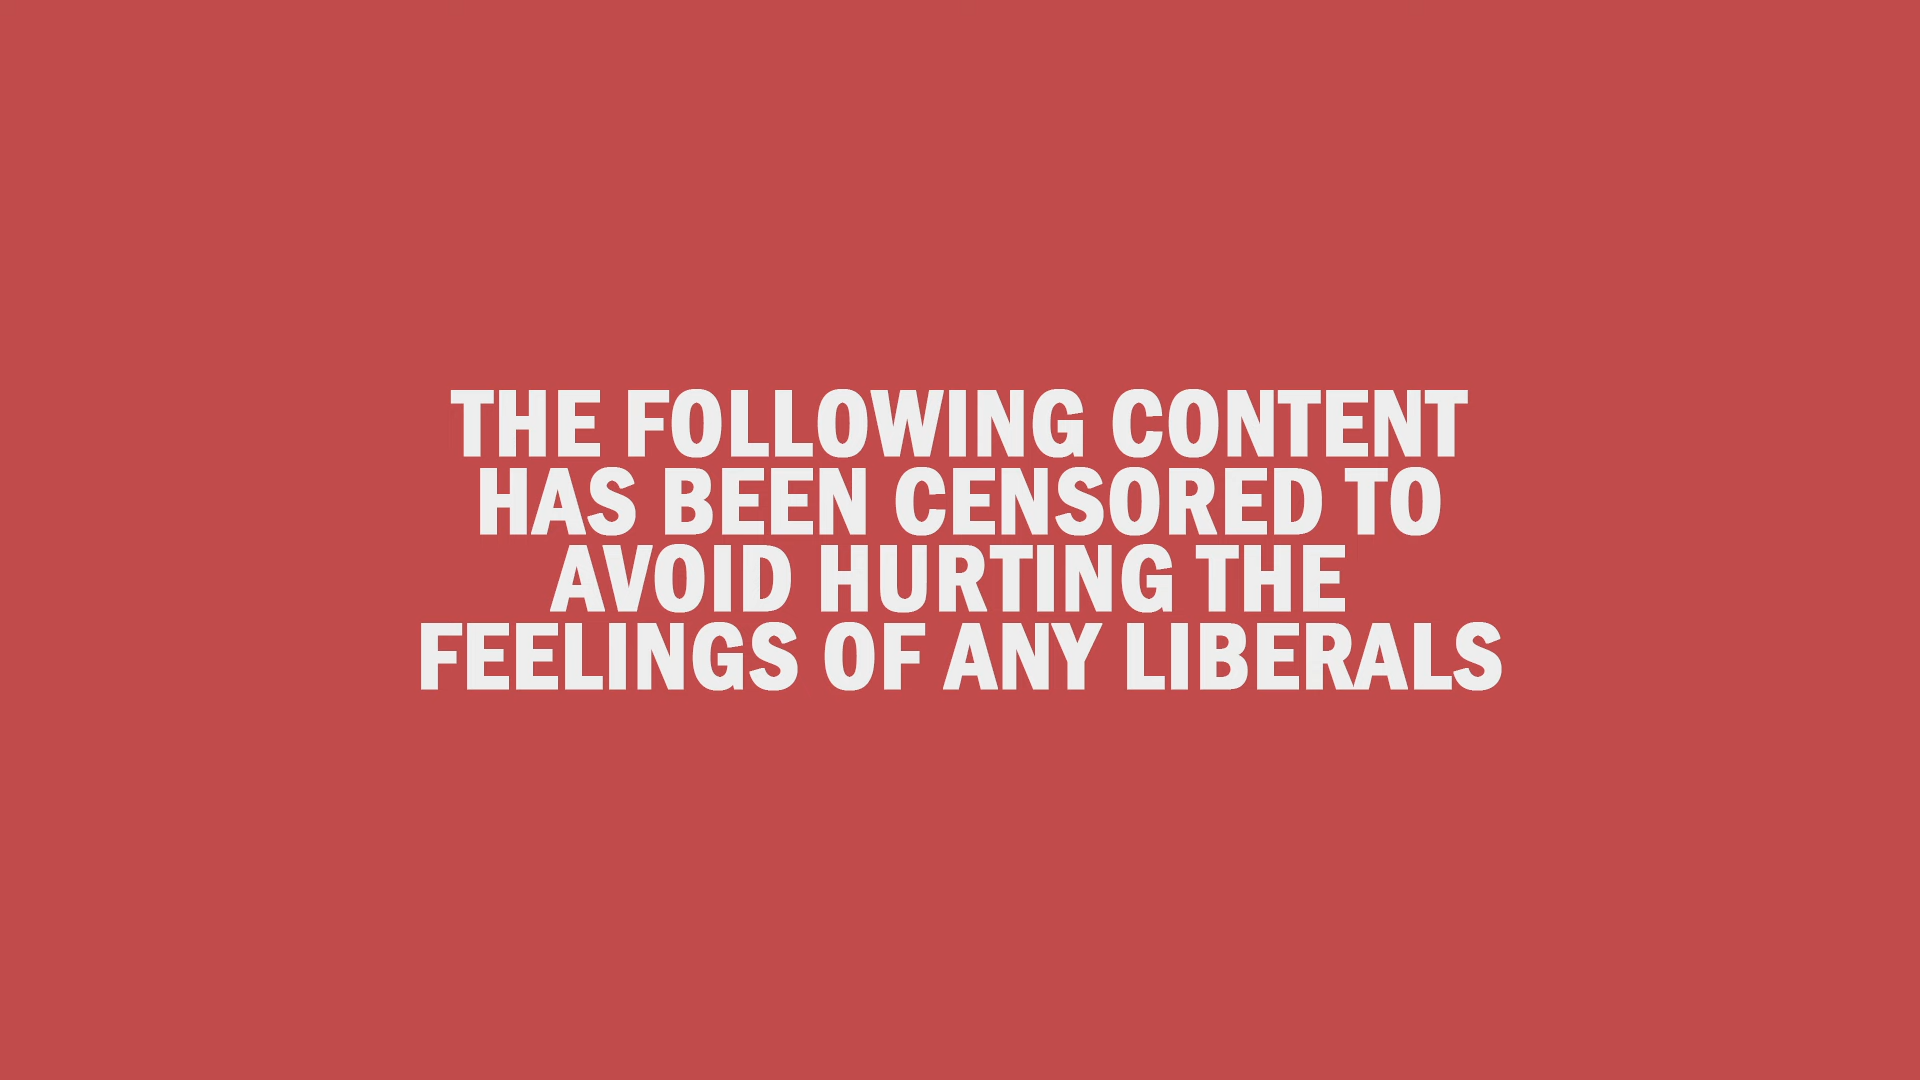 THE FOLLOWING CONTENT
HAS BEEN CENSORED TO
AVOID HURTING THE
FEELINGS OF ANY LIBERALS